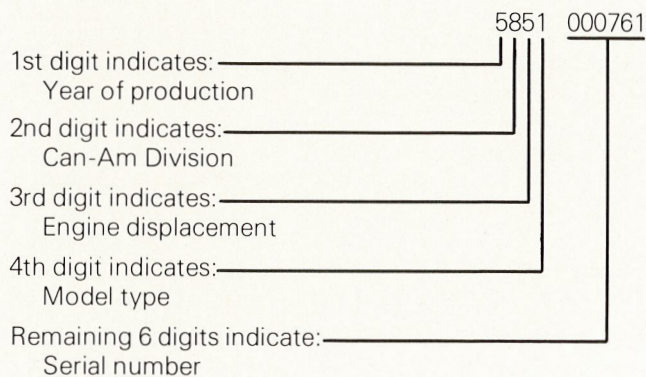 5851 000761
1st digit indicates:
Year of production
2nd digit indicates:
Can-Am Division
3rd digit indicates:
Engine displacement
4th digit indicates:
Model type
Remaining 6 digits indicate:
Serial number